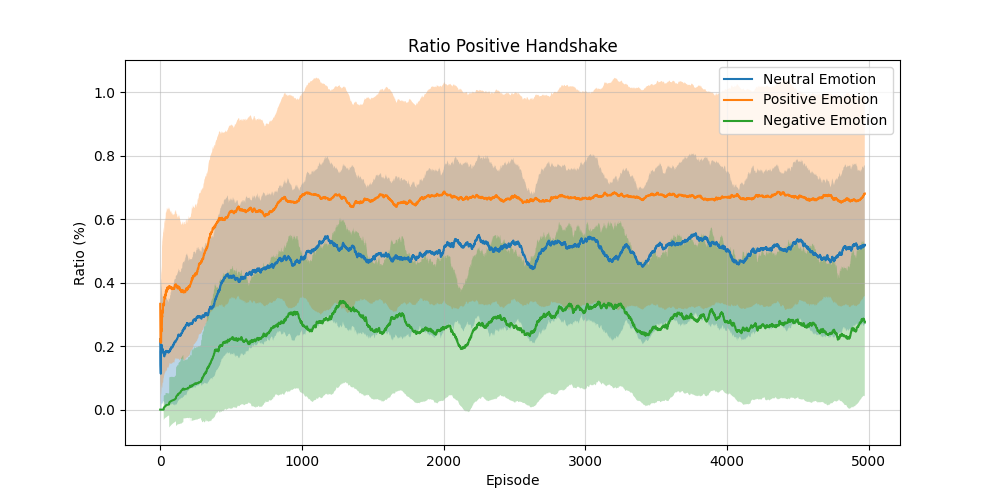 Ratio Positive Handshake
Neutral Emotion
Positive Emotion
Negative Emotion
Ratio (%)
1.0
0.8
0.6
0.4
0.2
0.0
0 1000 2000 3000 4000 5000
Episode